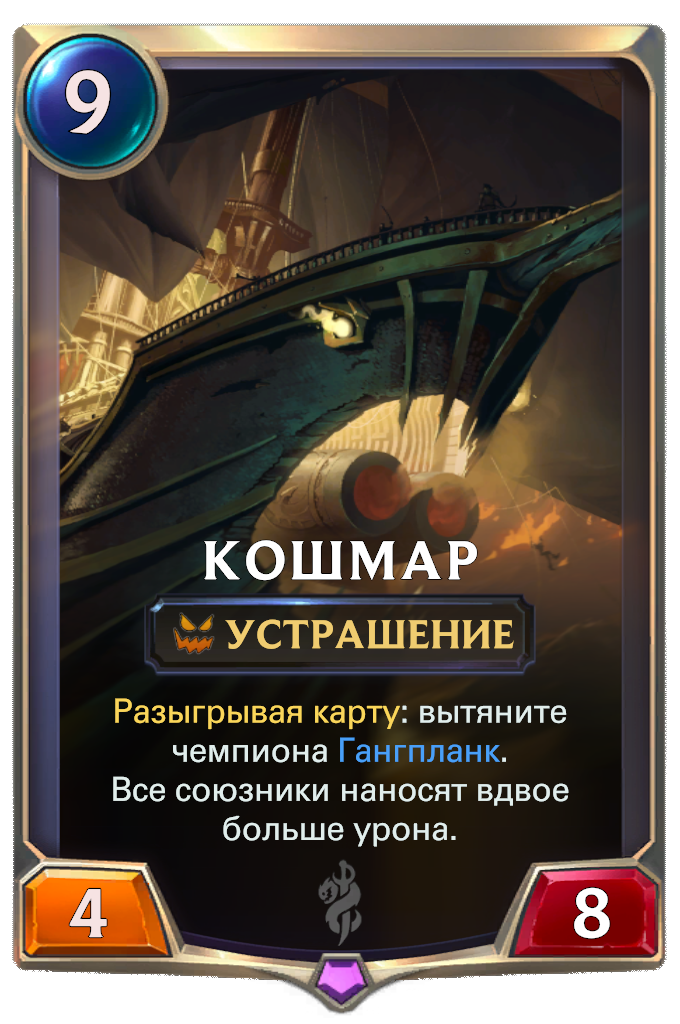 9
КОШМАР
УСТРАШЕНИЕ
Разыгрывая карту: вытяните
чемпиона Гангпланк.
Все союзники наносят вдвое
больше урона.
4
8